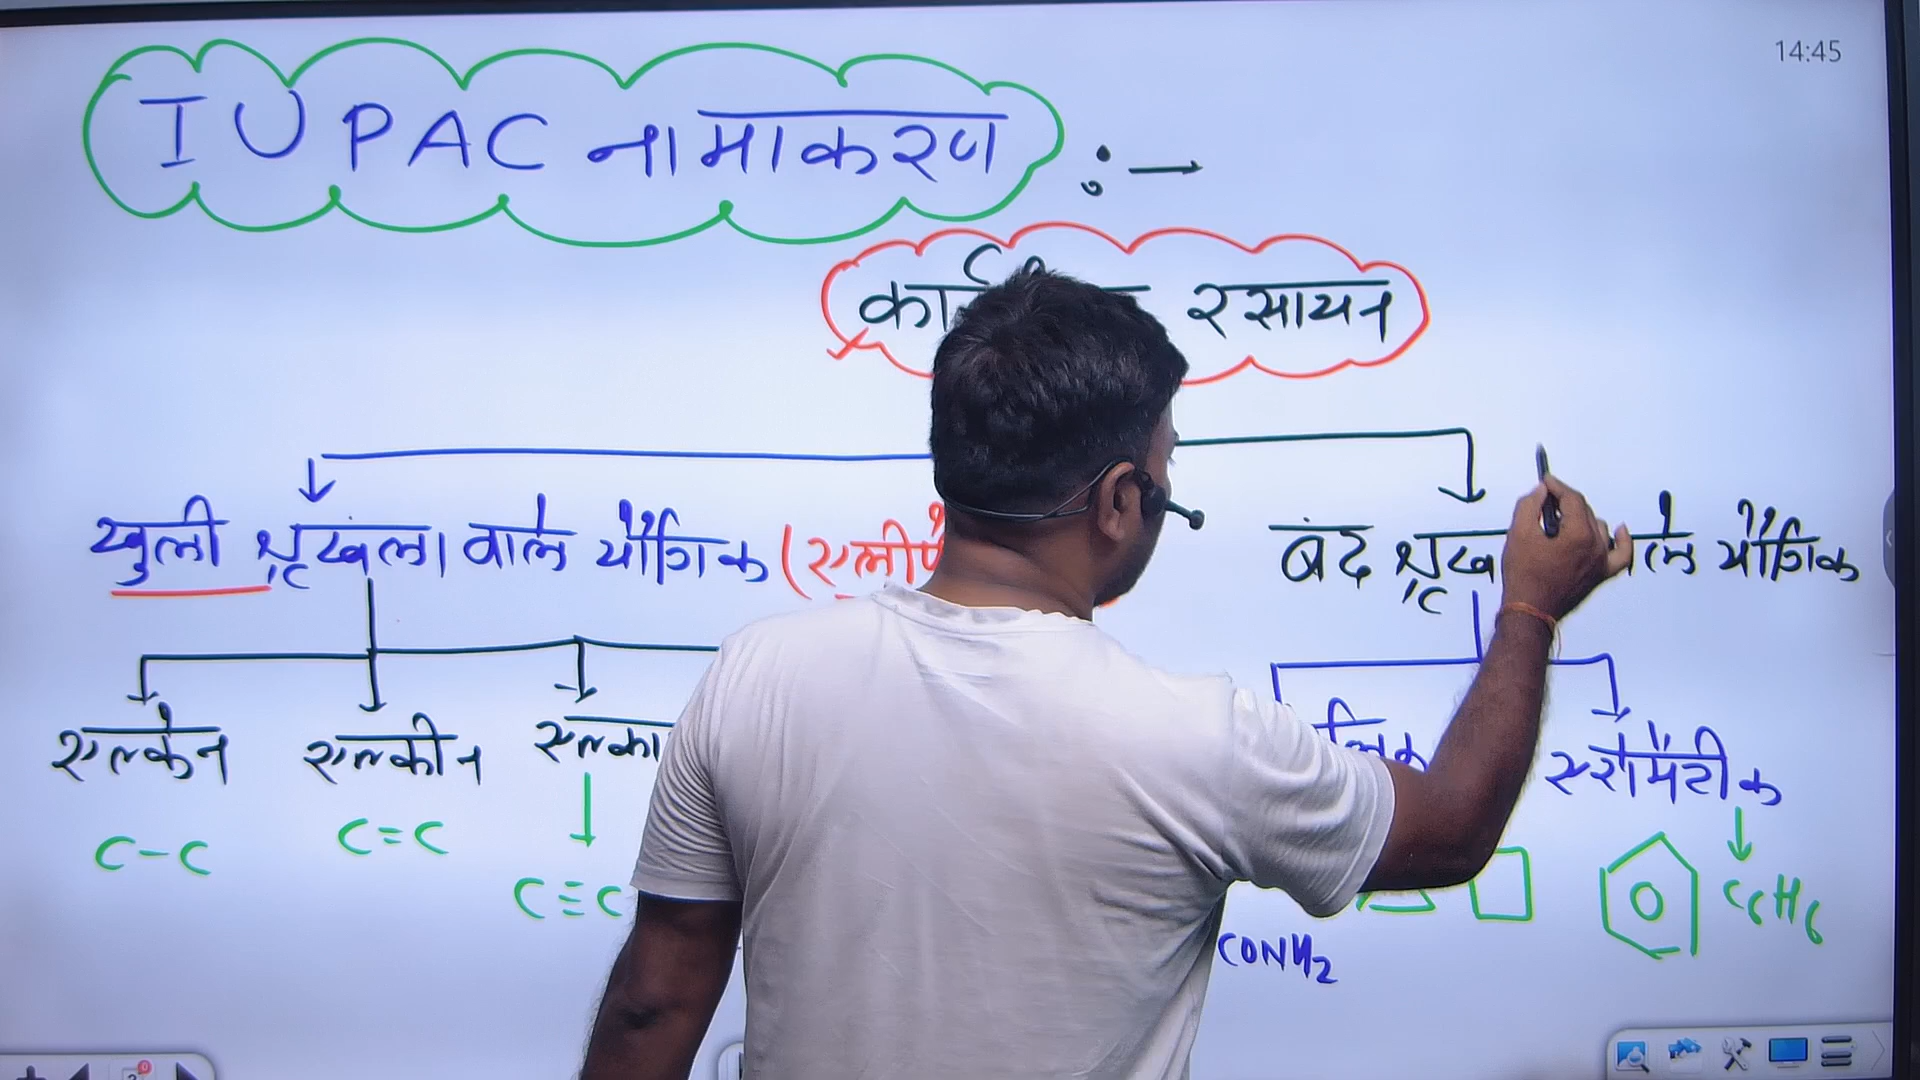 14:45
IUPAC नामाकरण :→
रसायन
खुली श्रृंखला वाले यौगिक
बंद यौगिक
एल्केन एल्कीन एरोमैटीक
C-C C=C C≡C C6H6
CONH2